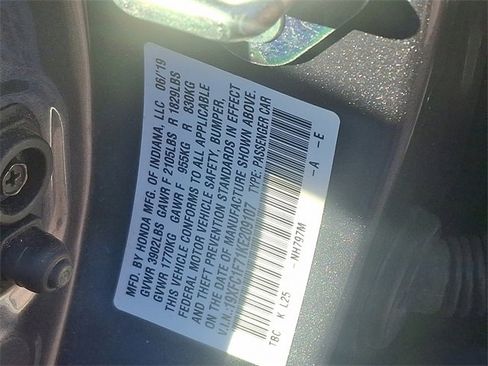 MFD. BY HONDA MFG. OF INDIANA, LLC 06/'19
GVWR 3902LBS GAWR F 2105LBS R 1829LBS
GVWR 1770KG GAWR F 955KG R 830KG
THIS VEHICLE CONFORMS TO ALL APPLICABLE
FEDERAL MOTOR VEHICLE SAFETY, BUMPER,
AND THEFT PREVENTION STANDARDS IN EFFECT
ON THE DATE OF MANUFACTURE SHOWN ABOVE.
V.I.N.:19XFC1F71KE209107 TYPE: PASSENGER CAR
TBC K L25 -NH797M -A -E